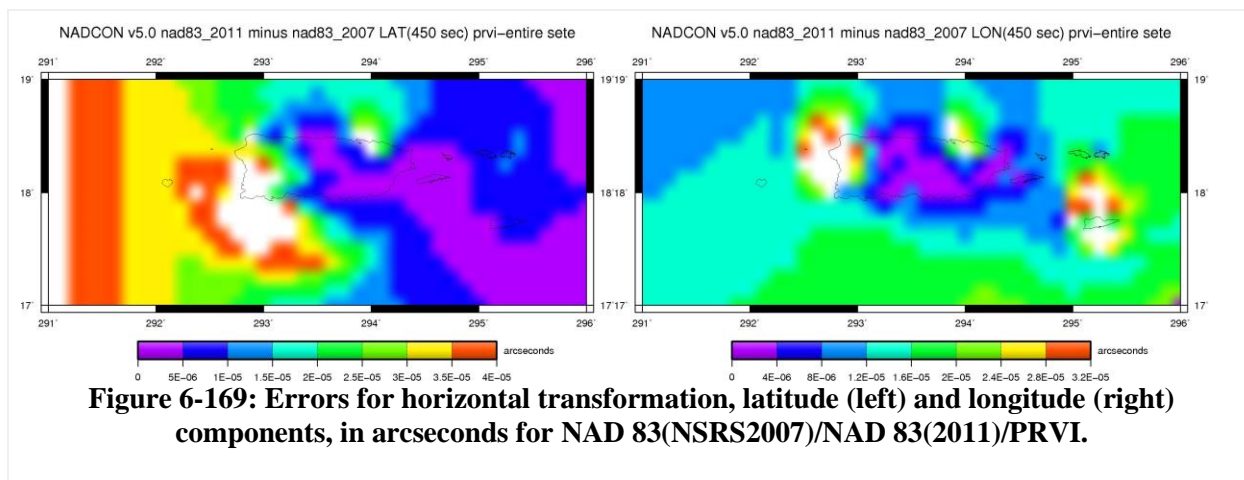 NADCON v5.0 nad83_2011 minus nad83_2007 LAT(450 sec) prvi-entire sete
NADCON v5.0 nad83_2011 minus nad83_2007 LON(450 sec) prvi-entire sete
291˚ 292˚ 293˚ 294˚ 295˚ 296˚
19˚
18˚
17˚
291˚ 292˚ 293˚ 294˚ 295˚ 296˚
291˚ 292˚ 293˚ 294˚ 295˚ 296˚
19˚ 19˚
18˚ 18˚
17˚ 17˚
291˚ 292˚ 293˚ 294˚ 295˚ 296˚
arcseconds
0 5E-06 1E-05 1.5E-05 2E-05 2.5E-05 3E-05 3.5E-05 4E-05
arcseconds
0 4E-06 8E-06 1.2E-05 1.6E-05 2E-05 2.4E-05 2.8E-05 3.2E-05
Figure 6-169: Errors for horizontal transformation, latitude (left) and longitude (right)
components, in arcseconds for NAD 83(NSRS2007)/NAD 83(2011)/PRVI.